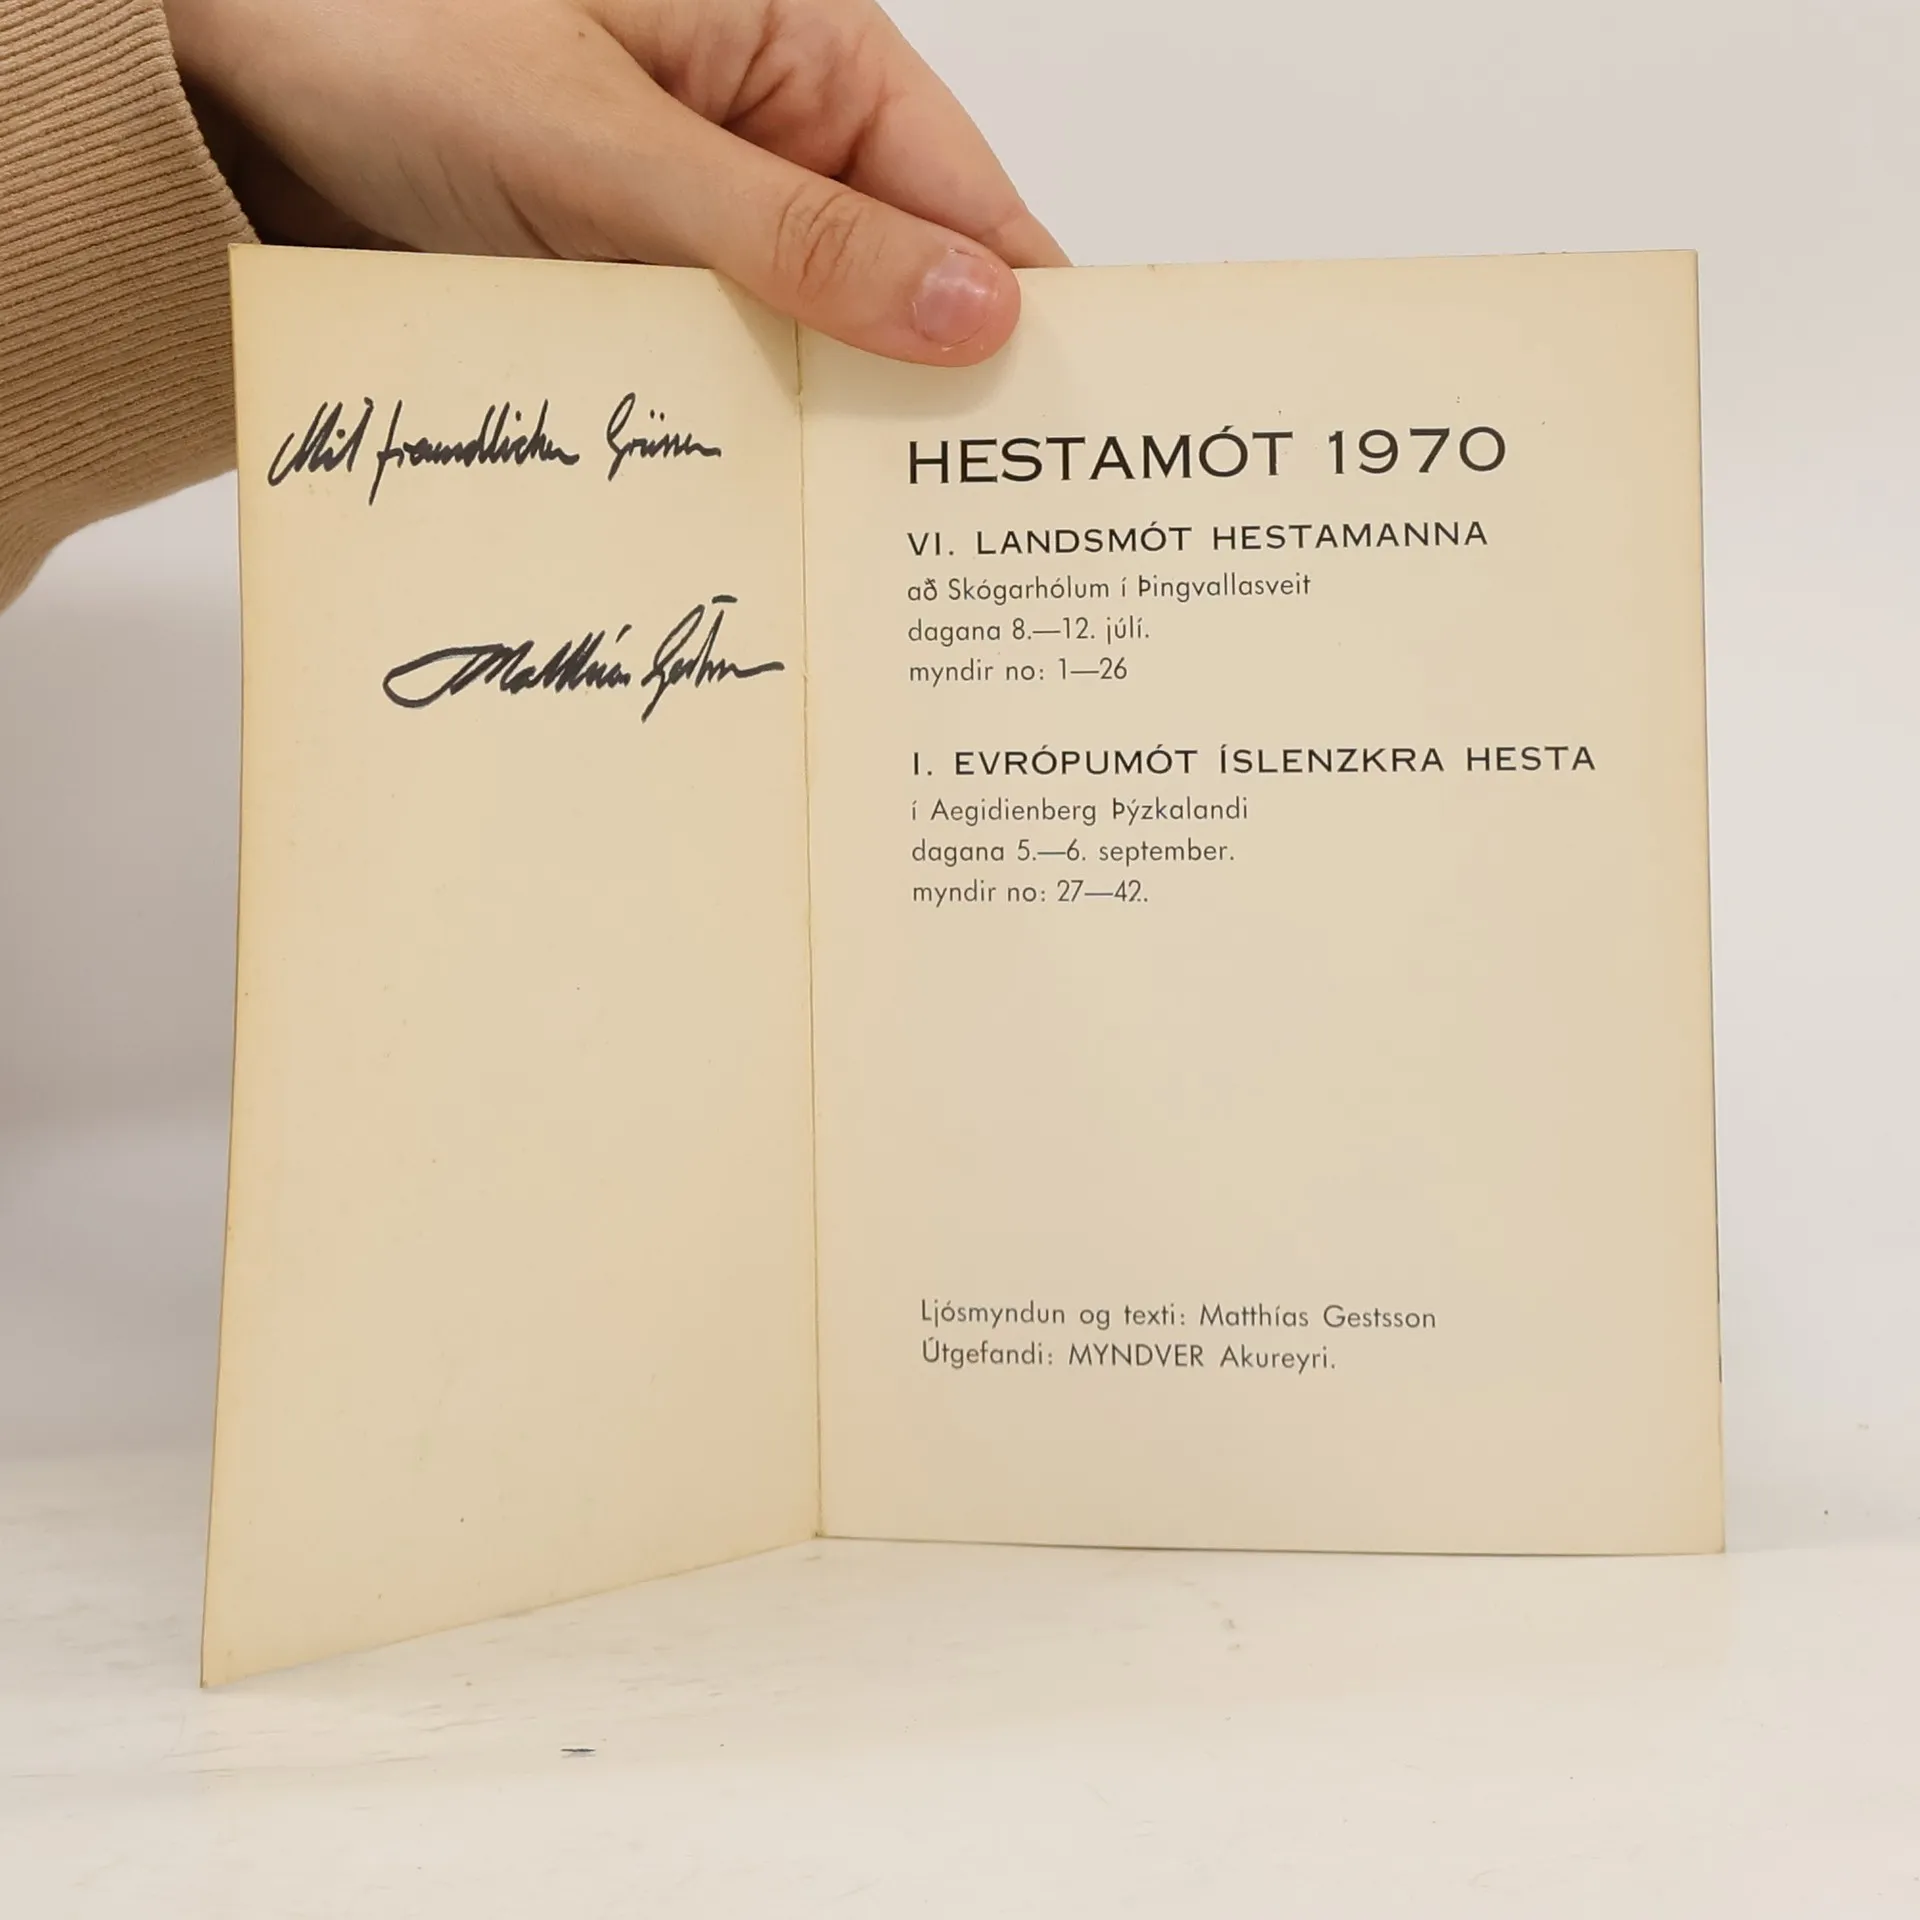 Mit freundlichen Grüssen
Matthías Gestsson
HESTAMÓT 1970
VI. LANDSMÓT HESTAMANNA
að Skógarhólum í Þingvallasveit
dagana 8.—12. júlí.
myndir no: 1—26
I. EVRÓPUMÓT ÍSLENZKRA HESTA
í Aegidienberg Þýzkalandi
dagana 5.—6. september.
myndir no: 27—42.
Ljósmyndun og texti: Matthías Gestsson
Útgefandi: MYNDVER Akureyri.